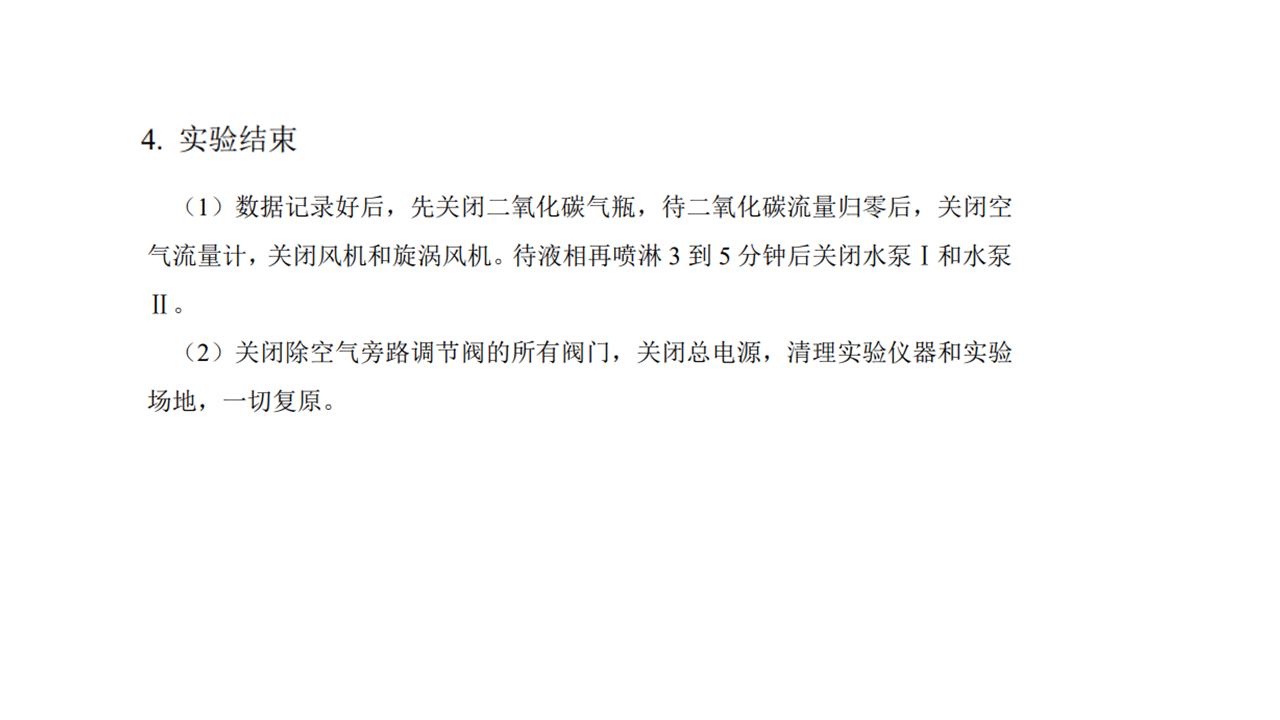 4. 实验结束
（1）数据记录好后，先关闭二氧化碳气瓶，待二氧化碳流量归零后，关闭空
气流量计，关闭风机和旋涡风机。待液相再喷淋 3 到 5 分钟后关闭水泵Ⅰ和水泵
Ⅱ。
（2）关闭除空气旁路调节阀的所有阀门，关闭总电源，清理实验仪器和实验
场地，一切复原。